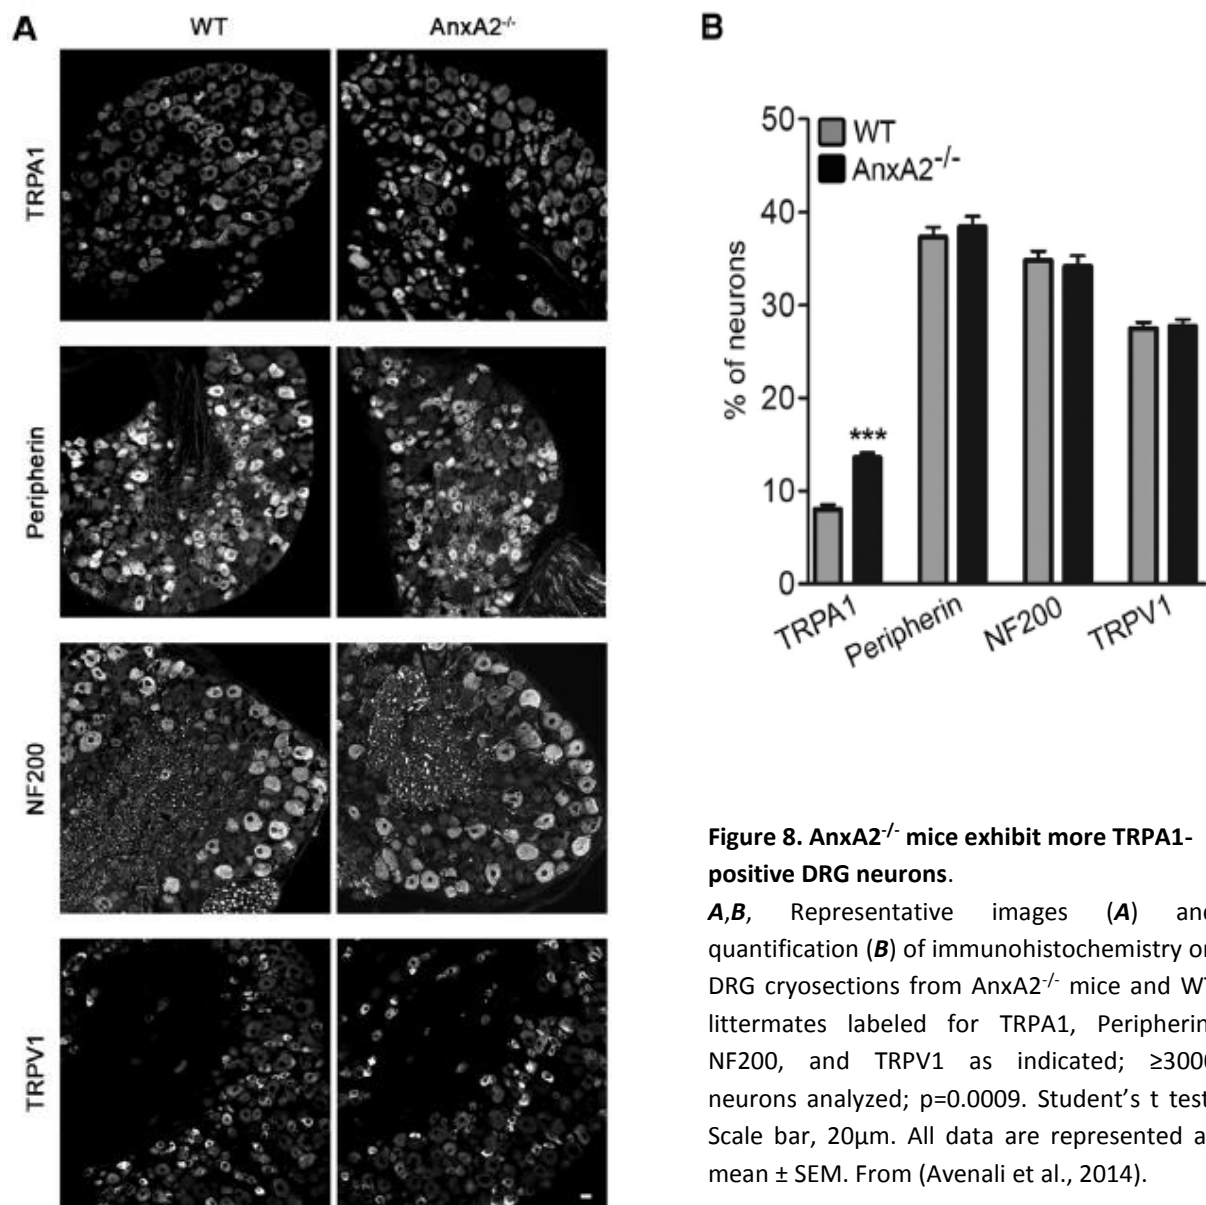 A
WT
AnxA2-/-
TRPA1
Peripherin
NF200
TRPV1
B
50
40
30
20
10
0
% of neurons
WT
AnxA2-/-
***
TRPA1
Peripherin
NF200
TRPV1
Figure 8. AnxA2-/- mice exhibit more TRPA1-
positive DRG neurons.
A,B, Representative images (A) and
quantification (B) of immunohistochemistry
DRG cryosections from AnxA2-/- mice and WT
littermates labeled for TRPA1, Peripherin
NF200, and TRPV1 as indicated; ≥3000
neurons analyzed; p=0.0009. Student's t test
Scale bar, 20μm. All data are represented
mean ± SEM. From (Avenali et al., 2014).